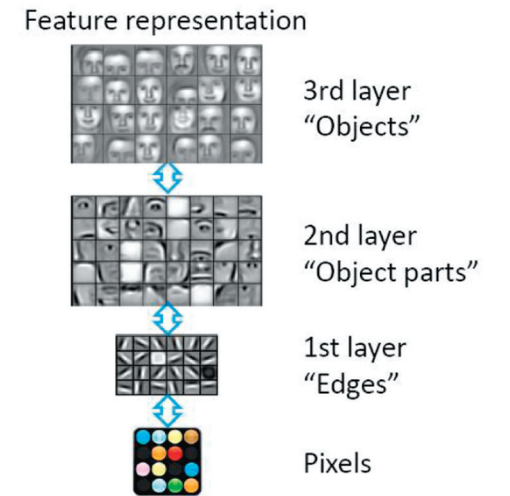 Feature representation
3rd layer
“Objects”
2nd layer
“Object parts”
1st layer
“Edges”
Pixels